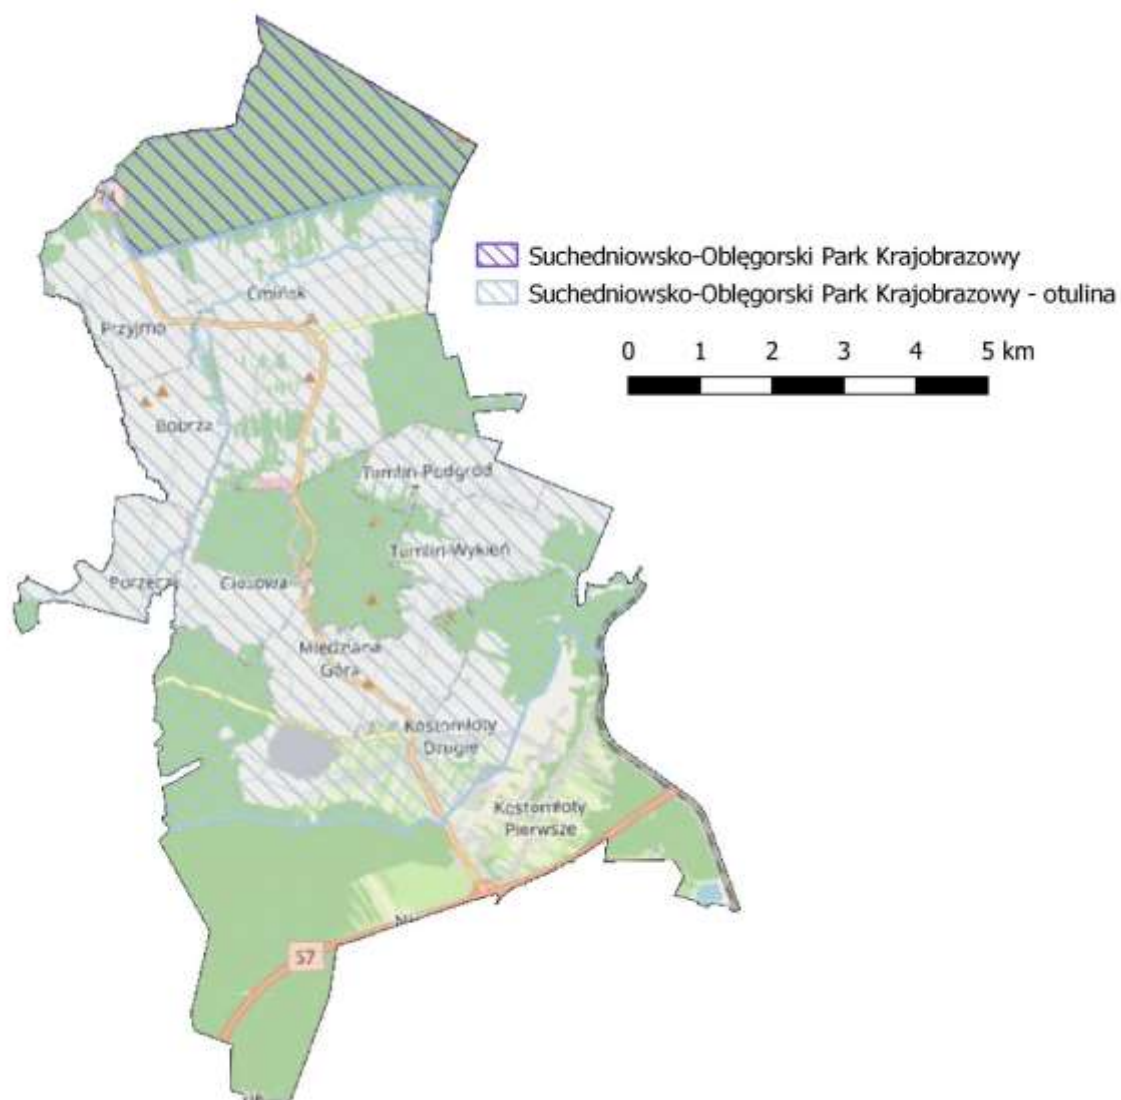 74
Suchedniowsko-Oblęgorski Park Krajobrazowy
Ćmińsk
Suchedniowsko-Oblęgorski Park Krajobrazowy - otulina
Przyjmo
0 1 2 3 4 5 km
Bobrza
Tumlin-Podgród
Tumlin-Wykień
Porzecze
Ciosowa
Miedziana
Góra
Kostomłoty
Drugie
Kostomłoty
Pierwsze
S7